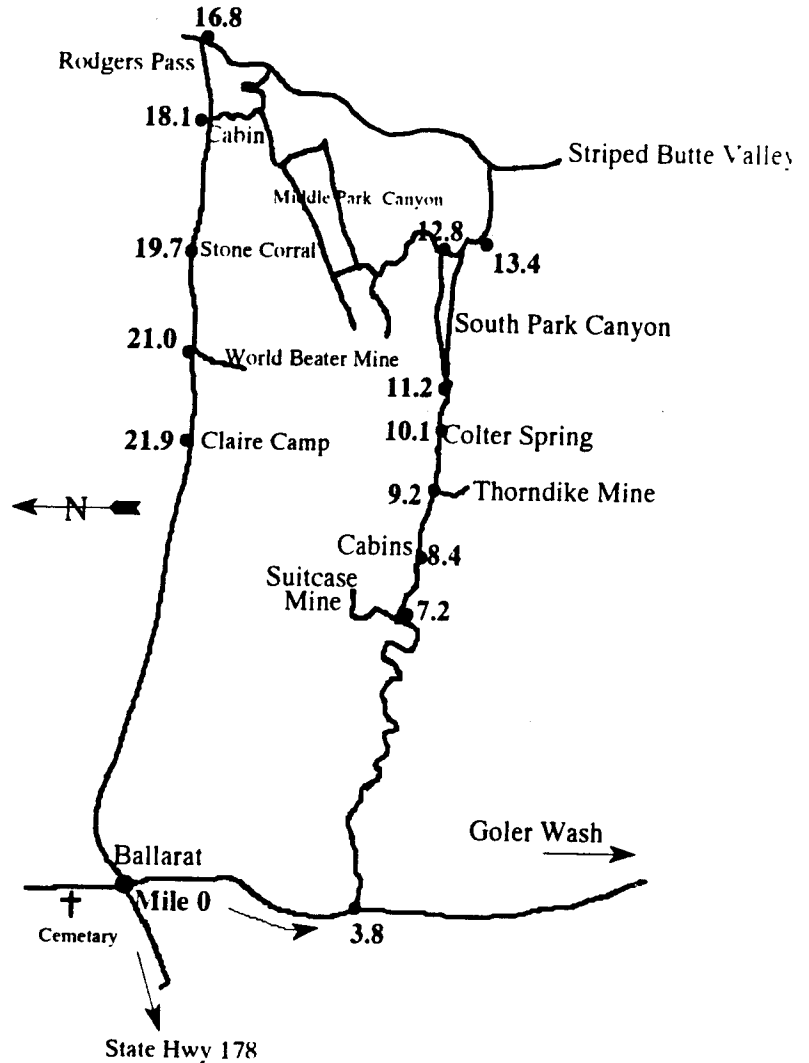 16.8
Rodgers Pass
18.1
Cabin
Striped Butte Valley
Middle Park Canyon
12.8
19.7 Stone Corral
13.4
South Park Canyon
21.0
World Beater Mine
11.2
10.1 Colter Spring
21.9 Claire Camp
9.2 Thorndike Mine
N
Cabins
8.4
Suitcase
Mine
7.2
Goler Wash
Ballarat
Mile 0
Cemetary
3.8
State Hwy 178